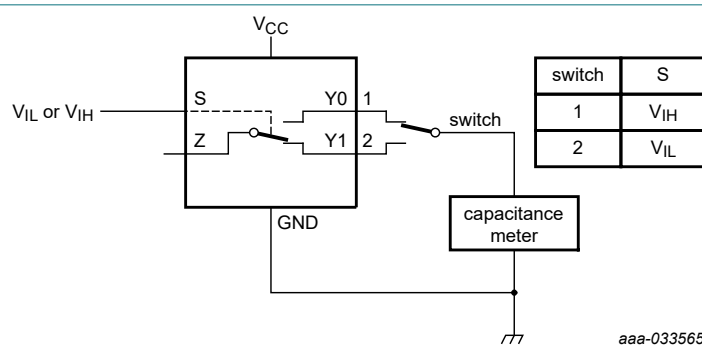 VCC
switch S
S Y0 1
VIL or VIH
1 VIH
switch
Z Y1 2
2 VIL
GND
capacitance
meter
aaa-033565